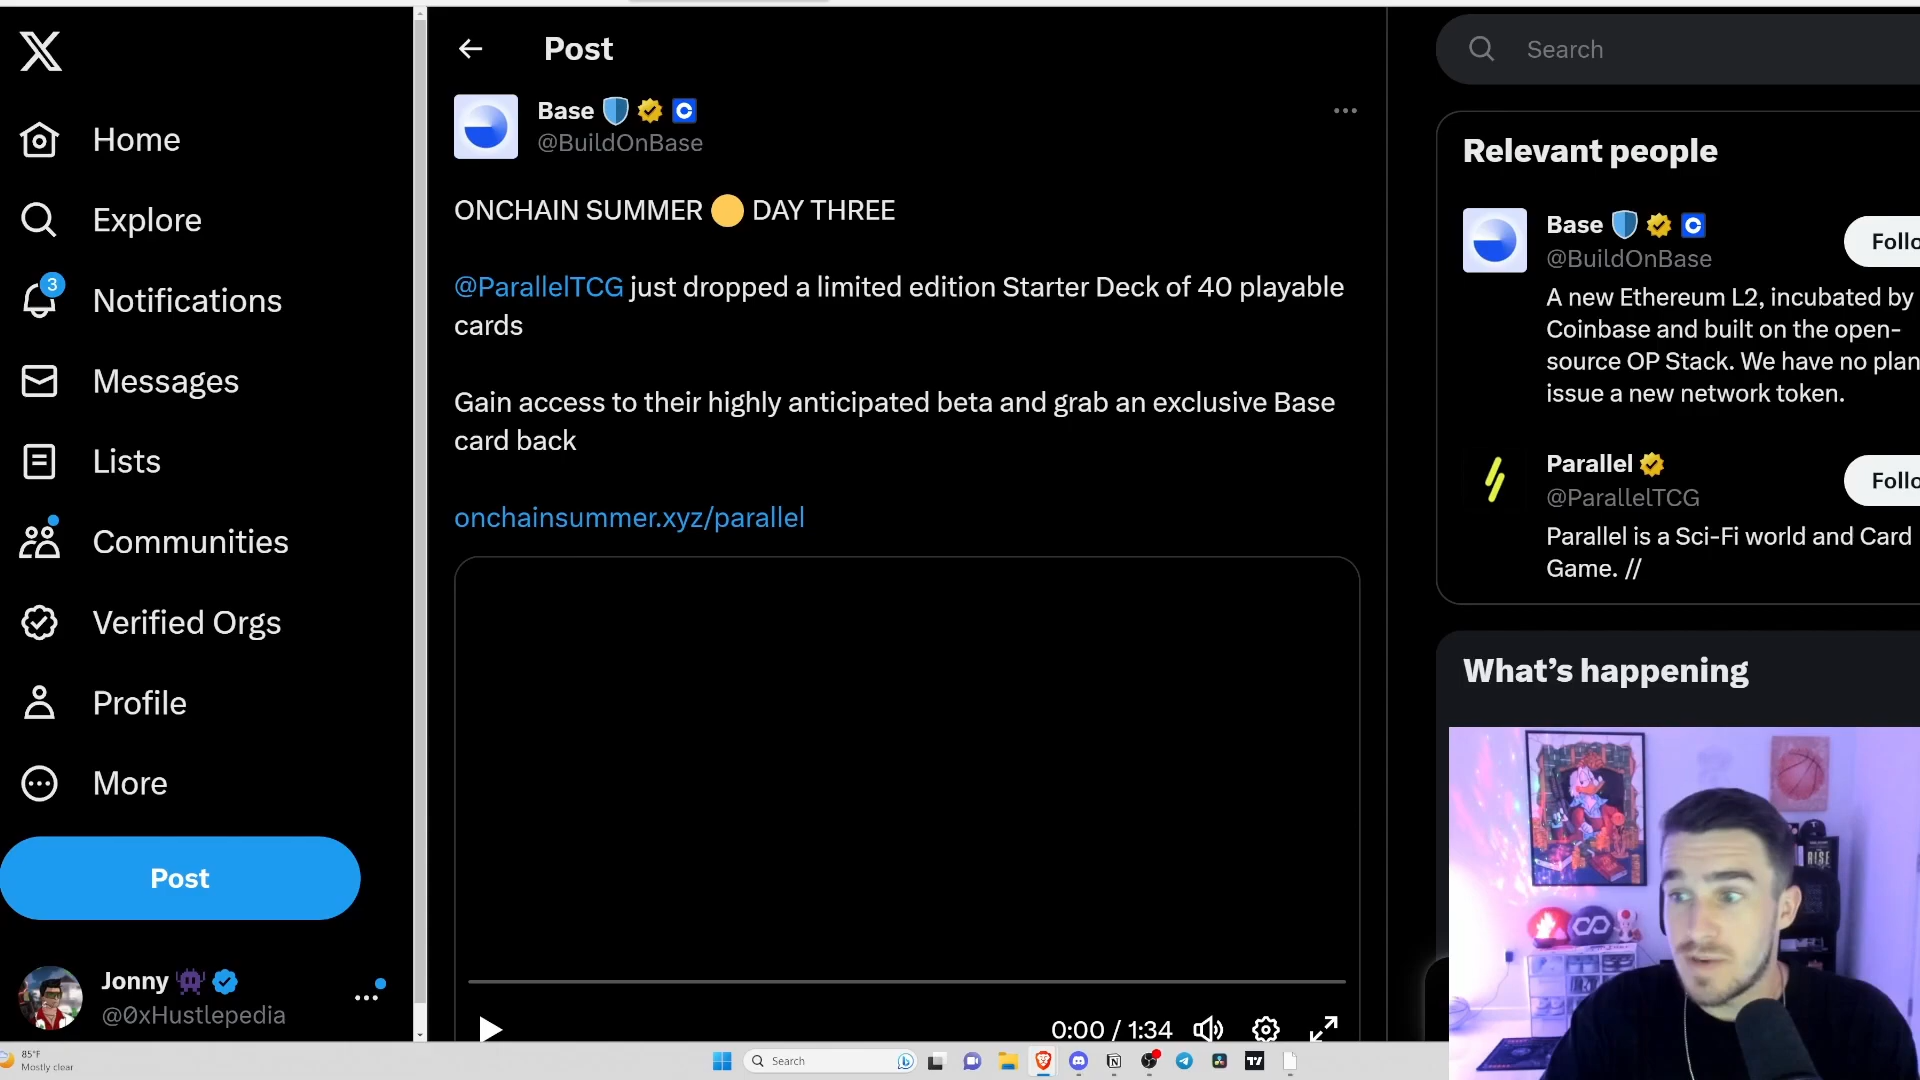 Post
Search
Base
@BuildOnBase
Home
Explore
3
Notifications
Messages
Lists
Communities
Verified Orgs
Profile
More
Post
Jonny
@0xHustlepedia
ONCHAIN SUMMER 🟡 DAY THREE
@ParallelTCG just dropped a limited edition Starter Deck of 40 playable
cards
Gain access to their highly anticipated beta and grab an exclusive Base
card back
onchainsummer.xyz/parallel
0:00 / 1:34
Relevant people
Base
@BuildOnBase
Follo
A new Ethereum L2, incubated by
Coinbase and built on the open-
source OP Stack. We have no plan
issue a new network token.
Parallel
@ParallelTCG
Follo
Parallel is a Sci-Fi world and Card
Game. //
What’s happening
RISE
85°F
Mostly clear
Search